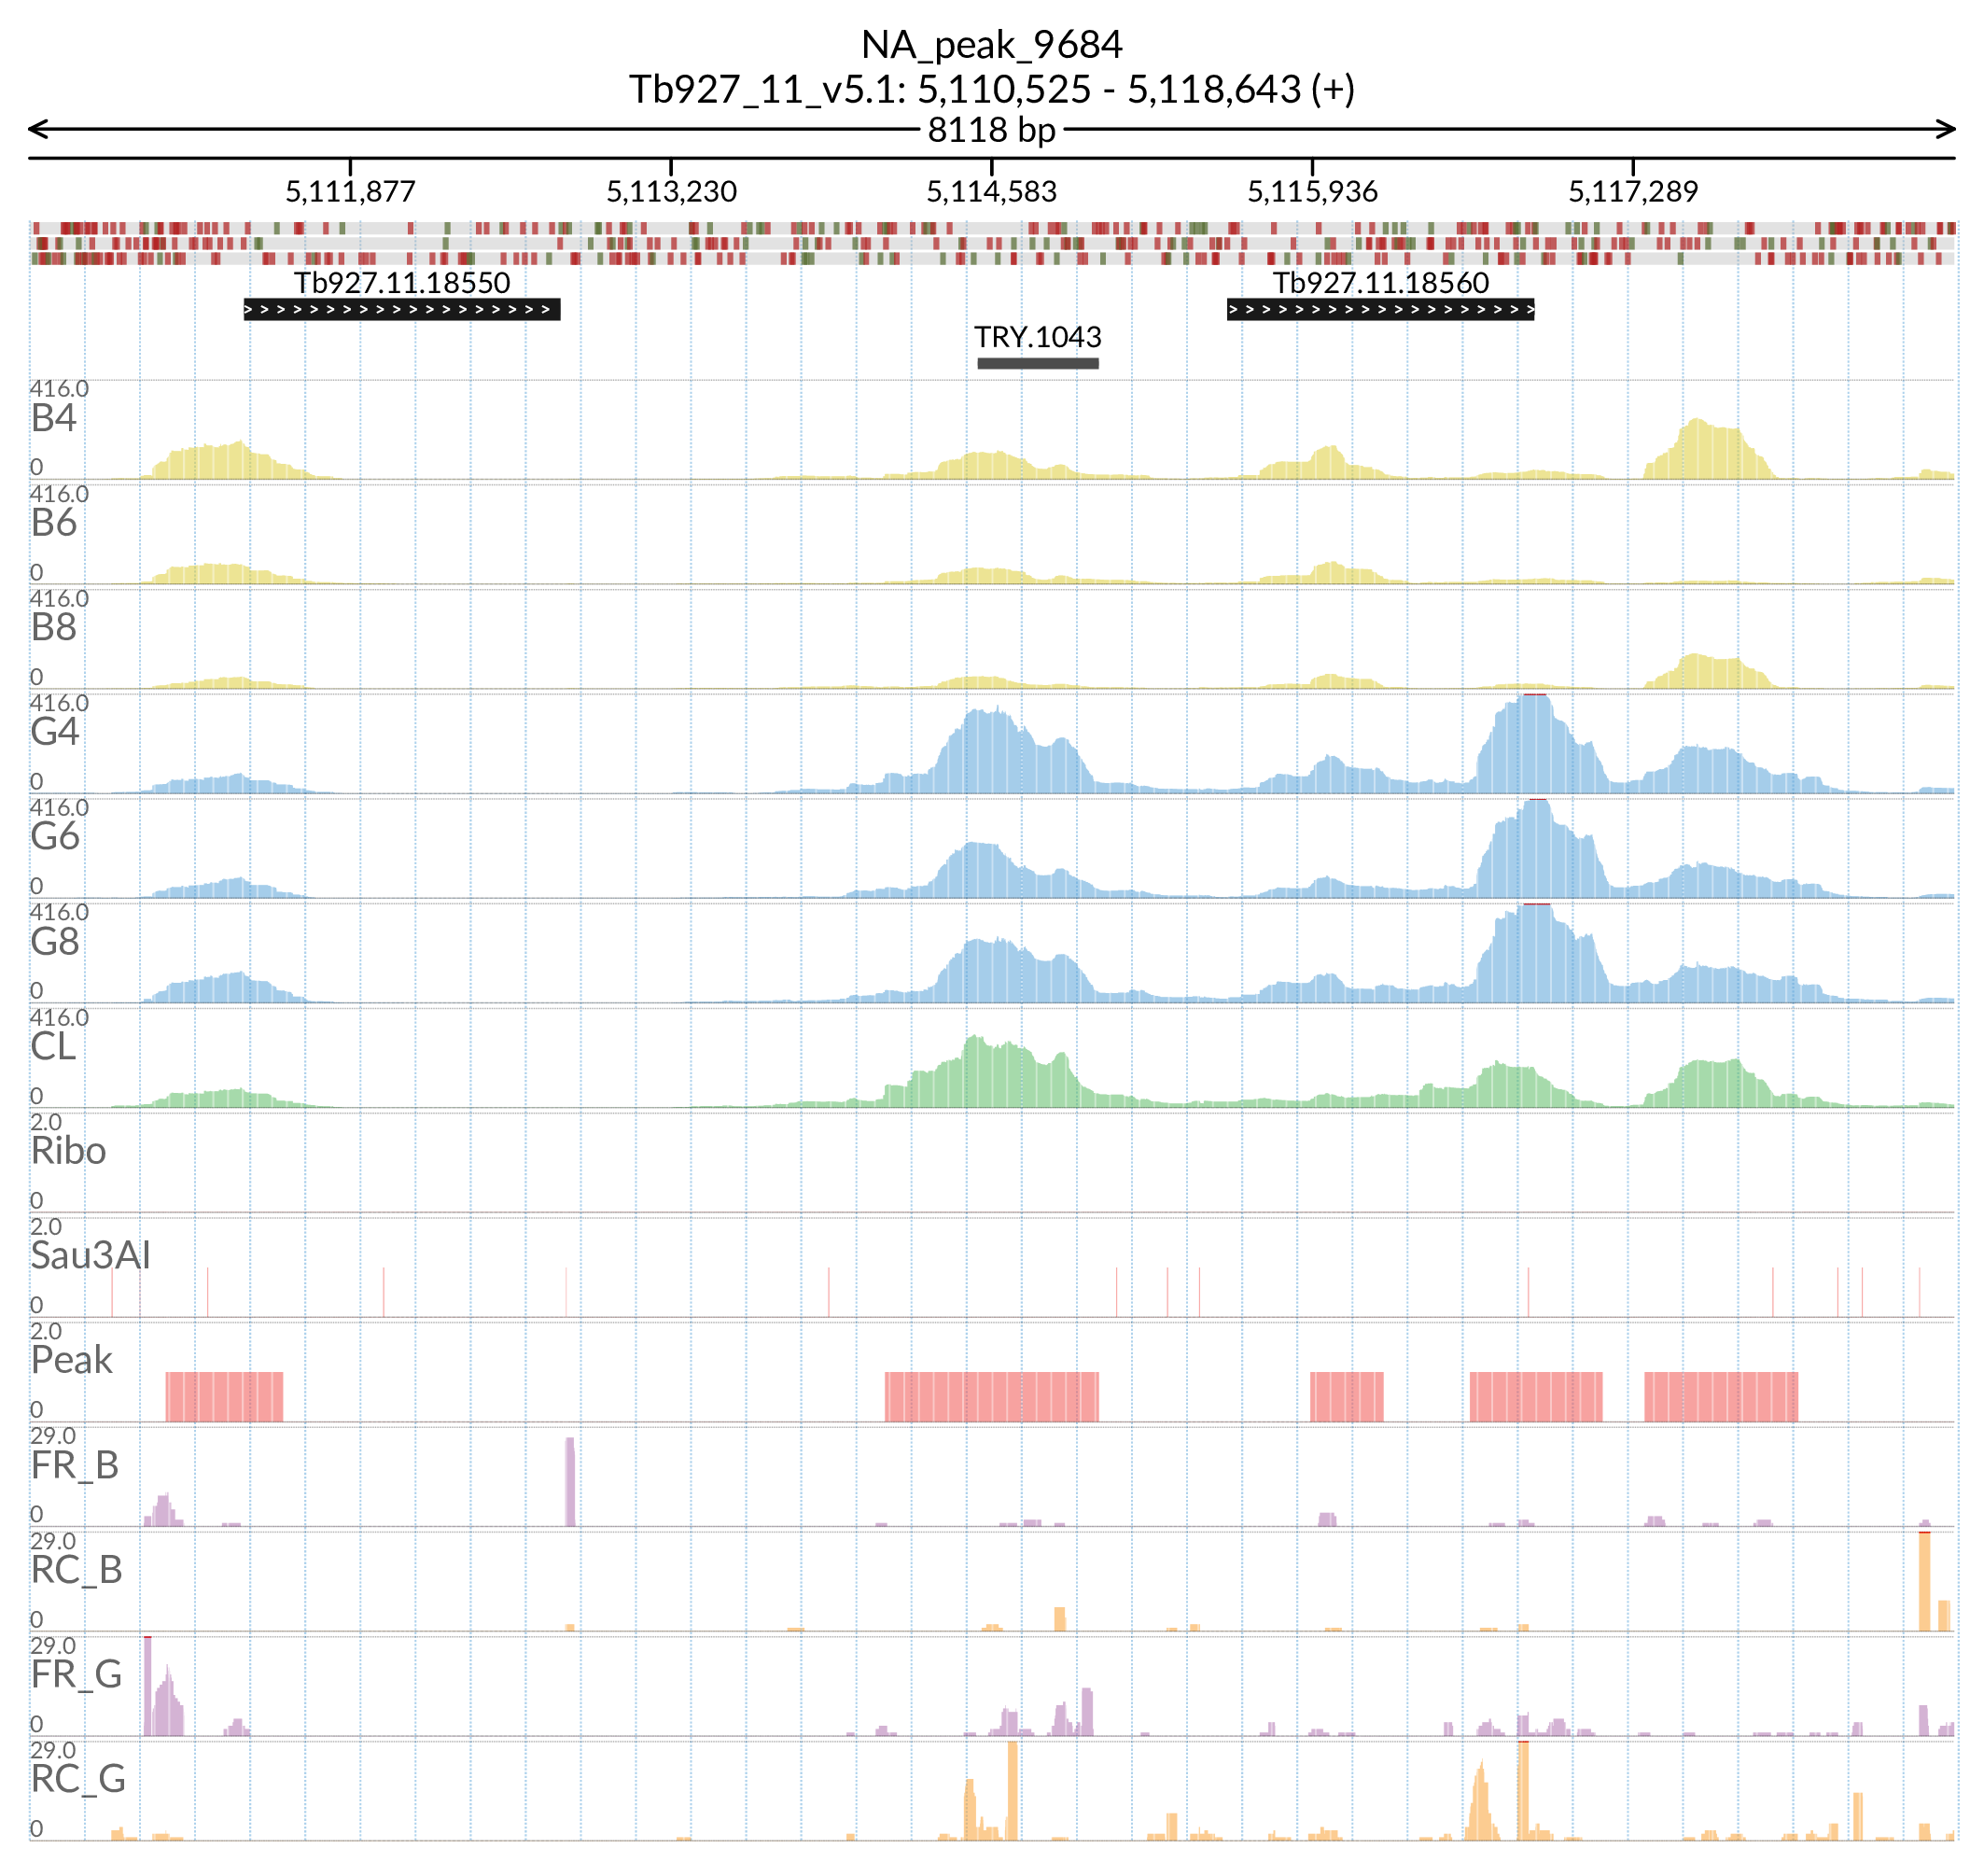 NA_peak_9684
Tb927_11_v5.1: 5,110,525 - 5,118,643 (+)
8118 bp
5,111,877 5,113,230 5,114,583 5,115,936 5,117,289
Tb927.11.18550 Tb927.11.18560
TRY.1043
416.0
B4
0
416.0
B6
0
416.0
B8
0
416.0
G4
0
416.0
G6
0
416.0
G8
0
416.0
CL
0
2.0
Ribo
0
2.0
Sau3AI
0
2.0
Peak
0
29.0
FR_B
0
29.0
RC_B
0
29.0
FR_G
0
29.0
RC_G
0